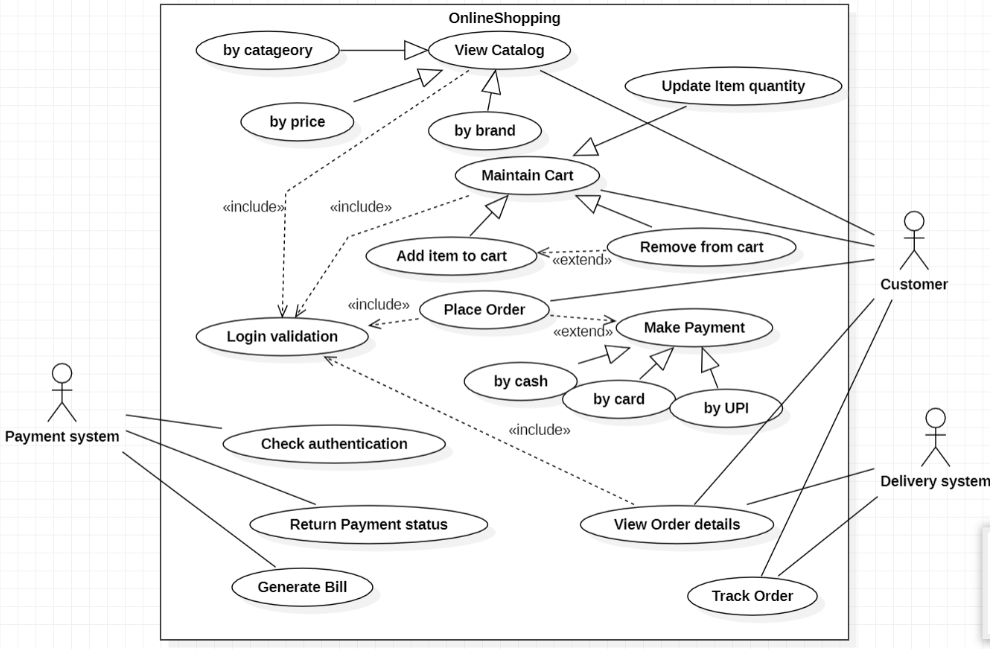 OnlineShopping
by catageory
View Catalog
Update Item quantity
by price
by brand
Maintain Cart
«include»
«include»
Add item to cart
Remove from cart
«extend»
Customer
«include»
Place Order
Login validation
«extend»
Make Payment
by cash
by card
by UPI
Payment system
Check authentication
«include»
Delivery system
Return Payment status
View Order details
Generate Bill
Track Order